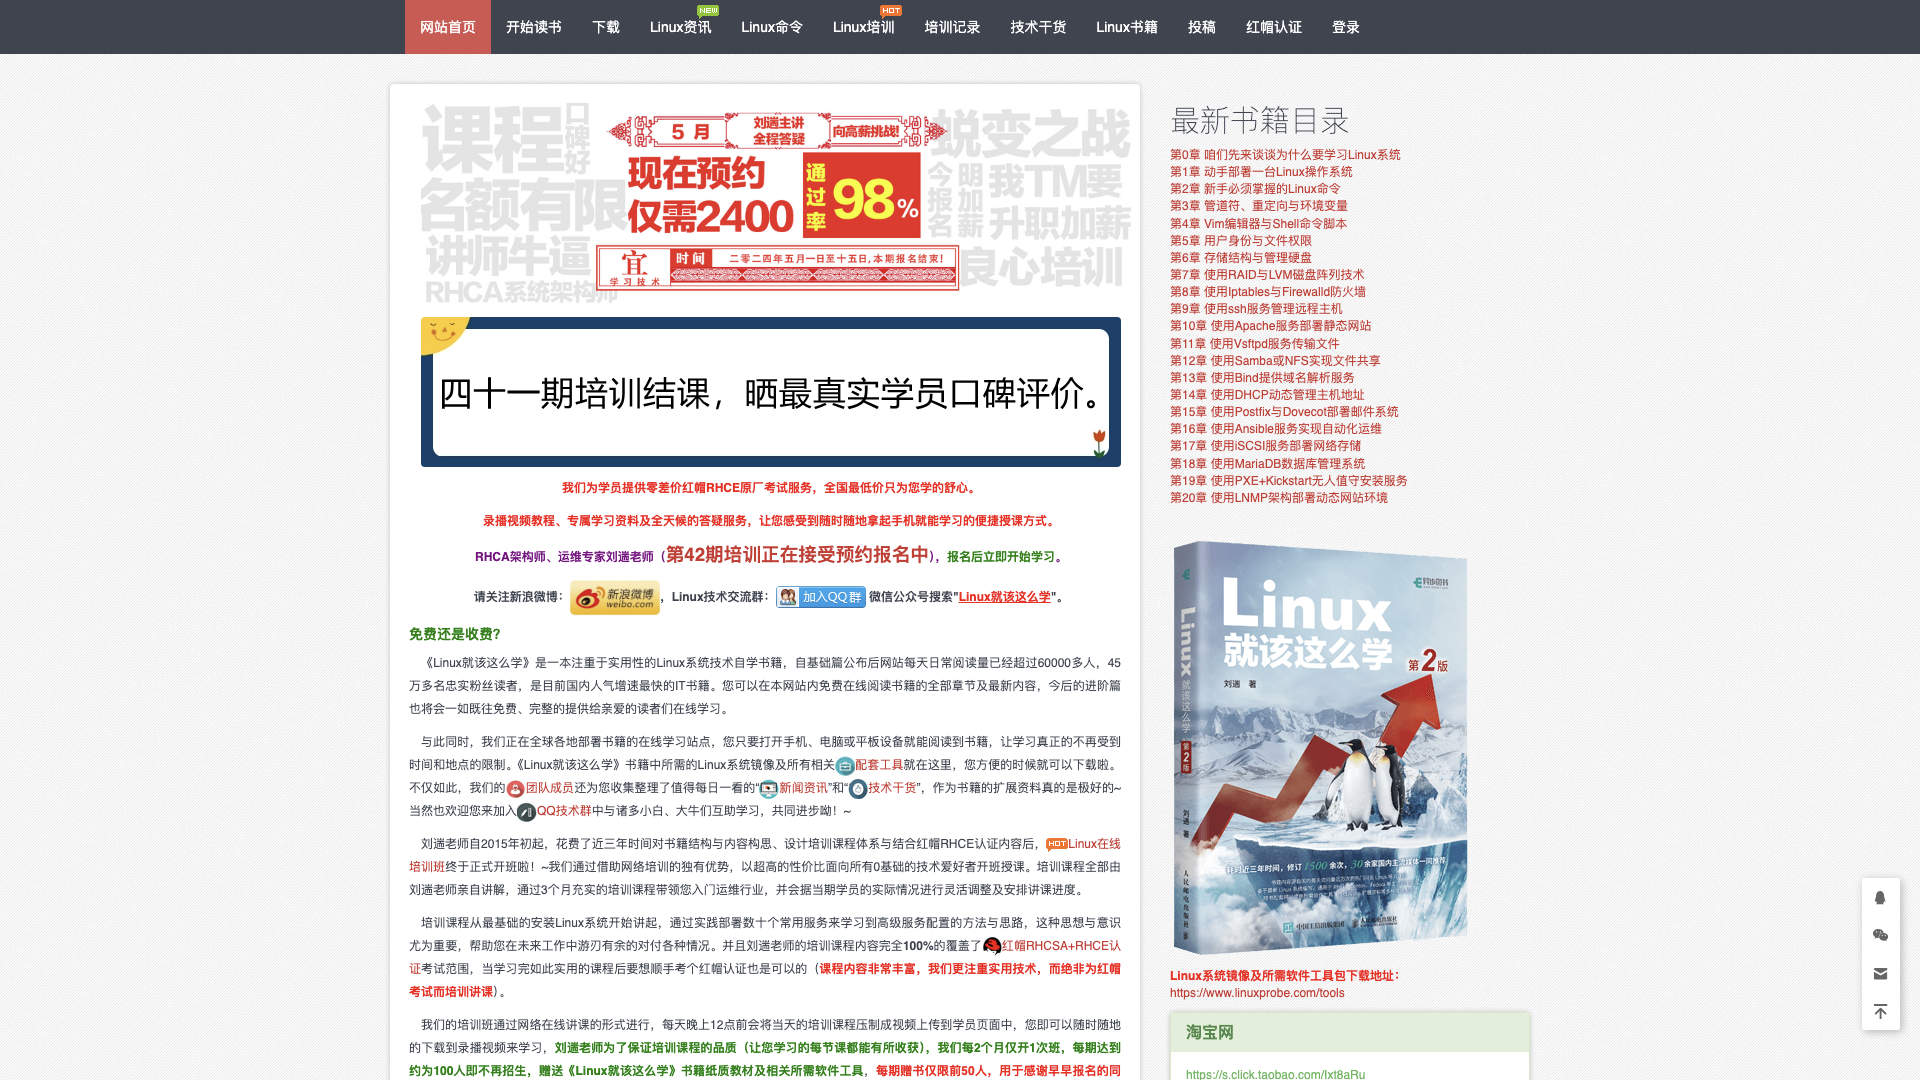 网站首页 开始读书 下载 Linux资讯 NEW Linux命令 Linux培训 HOT 培训记录 技术干货 Linux书籍 投稿 红帽认证 登录
课程 口碑好
名额有限
讲师牛逼
RHCA系统架构师
5 月 刘遄主讲 全程答疑 向高薪挑战!
现在预约
仅需2400
通过率 98%
宜 学习技术 时间 二零二四年五月一日至十五日,本期报名结束!
蜕变之战
今报名 明加薪 我TM要
升职加薪
良心培训
四十一期培训结课，晒最真实学员口碑评价。
我们为学员提供零差价红帽RHCE原厂考试服务，全国最低价只为您学的舒心。
录播视频教程、专属学习资料及全天候的答疑服务，让您感受到随时随地拿起手机就能学习的便捷授课方式。
RHCA架构师、运维专家刘遄老师（第42期培训正在接受预约报名中），报名后立即开始学习。
请关注新浪微博：新浪微博 weibo.com，Linux技术交流群：加入QQ群 微信公众号搜索"Linux就该这么学"。
免费还是收费?
《Linux就该这么学》是一本注重于实用性的Linux系统技术自学书籍，自基础篇公布后网站每天日常阅读量已经超过60000多人，45
万多名忠实粉丝读者，是目前国内人气增速最快的IT书籍。您可以在本网站内免费在线阅读书籍的全部章节及最新内容，今后的进阶篇
也将会一如既往免费、完整的提供给亲爱的读者们在线学习。
与此同时，我们正在全球各地部署书籍的在线学习站点，您只要打开手机、电脑或平板设备就能阅读到书籍，让学习真正的不再受到
时间和地点的限制。《Linux就该这么学》书籍中所需的Linux系统镜像及所有相关配套工具就在这里，您方便的时候就可以下载啦。
不仅如此，我们的团队成员还为您收集整理了值得每日一看的“新闻资讯”和“技术干货”，作为书籍的扩展资料真的是极好的~
当然也欢迎您来加入QQ技术群中与诸多小白、大牛们互助学习，共同进步呦！~
刘遄老师自2015年初起，花费了近三年时间对书籍结构与内容构思、设计培训课程体系与结合红帽RHCE认证内容后，HOT Linux在线
培训班终于正式开班啦！~我们通过借助网络培训的独有优势，以超高的性价比面向所有0基础的技术爱好者开班授课。培训课程全部由
刘遄老师亲自讲解，通过3个月充实的培训课程带领您入门运维行业，并会据当期学员的实际情况进行灵活调整及安排讲课进度。
培训课程从最基础的安装Linux系统开始讲起，通过实践部署数十个常用服务来学习到高级服务配置的方法与思路，这种思想与意识
尤为重要，帮助您在未来工作中游刃有余的对付各种情况。并且刘遄老师的培训课程内容完全100%的覆盖了红帽RHCSA+RHCE认
证考试范围，当学习完如此实用的课程后要想顺手考个红帽认证也是可以的（课程内容非常丰富，我们更注重实用技术，而绝非为红帽
考试而培训讲课）。
我们的培训班通过网络在线讲课的形式进行，每天晚上12点前会将当天的培训课程压制成视频上传到学员页面中，您即可以随时随地
的下载到录播视频来学习，刘遄老师为了保证培训课程的品质（让您学习的每节课都能有所收获），我们每2个月仅开1次班，每期达到
约为100人即不再招生，赠送《Linux就该这么学》书籍纸质教材及相关所需软件工具，每期赠书仅限前50人，用于感谢早早报名的同
最新书籍目录
第0章 咱们先来谈谈为什么要学习Linux系统
第1章 动手部署一台Linux操作系统
第2章 新手必须掌握的Linux命令
第3章 管道符、重定向与环境变量
第4章 Vim编辑器与Shell命令脚本
第5章 用户身份与文件权限
第6章 存储结构与管理硬盘
第7章 使用RAID与LVM磁盘阵列技术
第8章 使用Iptables与Firewalld防火墙
第9章 使用ssh服务管理远程主机
第10章 使用Apache服务部署静态网站
第11章 使用Vsftpd服务传输文件
第12章 使用Samba或NFS实现文件共享
第13章 使用Bind提供域名解析服务
第14章 使用DHCP动态管理主机地址
第15章 使用Postfix与Dovecot部署邮件系统
第16章 使用Ansible服务实现自动化运维
第17章 使用iSCSI服务部署网络存储
第18章 使用MariaDB数据库管理系统
第19章 使用PXE+Kickstart无人值守安装服务
第20章 使用LNMP架构部署动态网站环境
异步图书
Linux
就该这么学
第2版
刘遄 著
Linux 就该这么学 第2版 刘遄 著 人民邮电出版社
耗时近三年时间，修订1500余次，30余家国内主流媒体一同推荐
中国工信出版集团 人民邮电出版社
Linux系统镜像及所需软件工具包下载地址：
https://www.linuxprobe.com/tools
淘宝网
https://s.click.taobao.com/Ixt8aRu